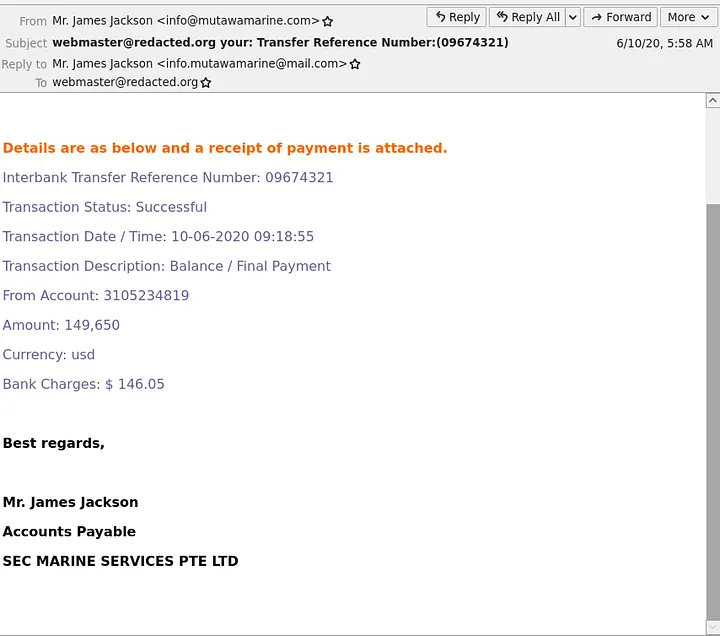 From Mr. James Jackson <info@mutawamarine.com>
Reply Reply All Forward More
Subject webmaster@redacted.org your: Transfer Reference Number:(09674321) 6/10/20, 5:58 AM
Reply to Mr. James Jackson <info.mutawamarine@mail.com>
To webmaster@redacted.org
Details are as below and a receipt of payment is attached.
Interbank Transfer Reference Number: 09674321
Transaction Status: Successful
Transaction Date / Time: 10-06-2020 09:18:55
Transaction Description: Balance / Final Payment
From Account: 3105234819
Amount: 149,650
Currency: usd
Bank Charges: $ 146.05
Best regards,
Mr. James Jackson
Accounts Payable
SEC MARINE SERVICES PTE LTD